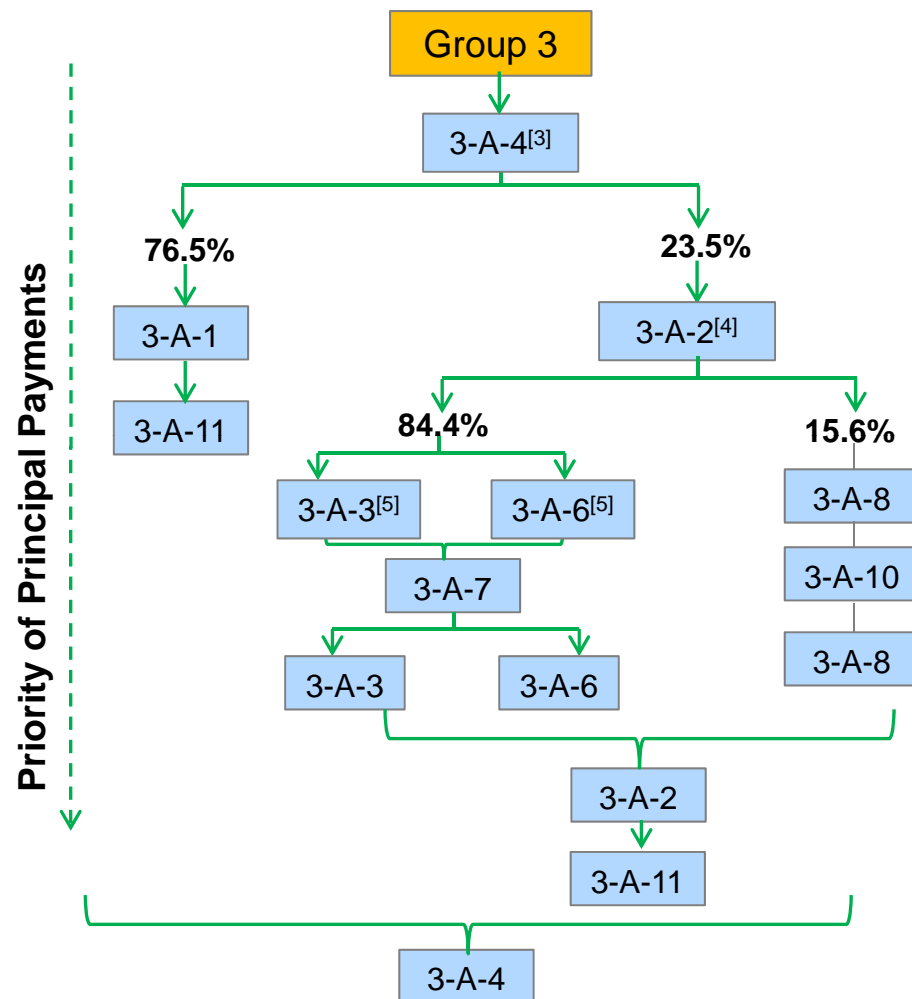 Group 3
Priority of Principal Payments
3-A-4[3]
76.5%
23.5%
3-A-1
3-A-2[4]
3-A-11
84.4%
15.6%
3-A-3[5]
3-A-6[5]
3-A-8
3-A-7
3-A-10
3-A-3
3-A-6
3-A-8
3-A-2
3-A-11
3-A-4